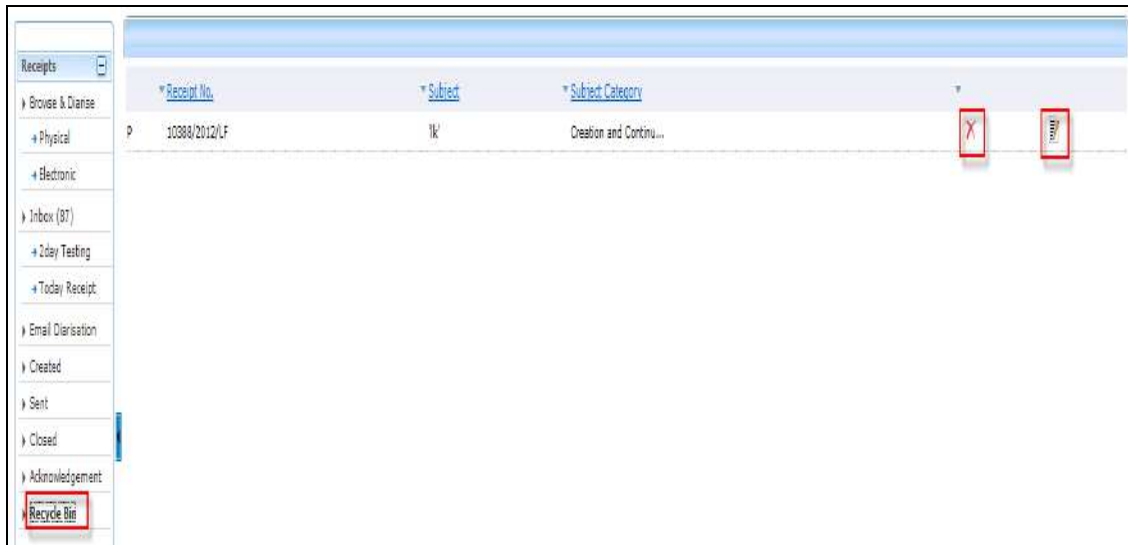 Receipts
Browse & Diarise
Physical
Electronic
Inbox (87)
2day Testing
Today Receipt
Email Diarisation
Created
Sent
Closed
Acknowledgement
Recycle Bin
Receipt No. Subject Subject Category
P 10388/2012/LF 'lk' Creation and Continu...